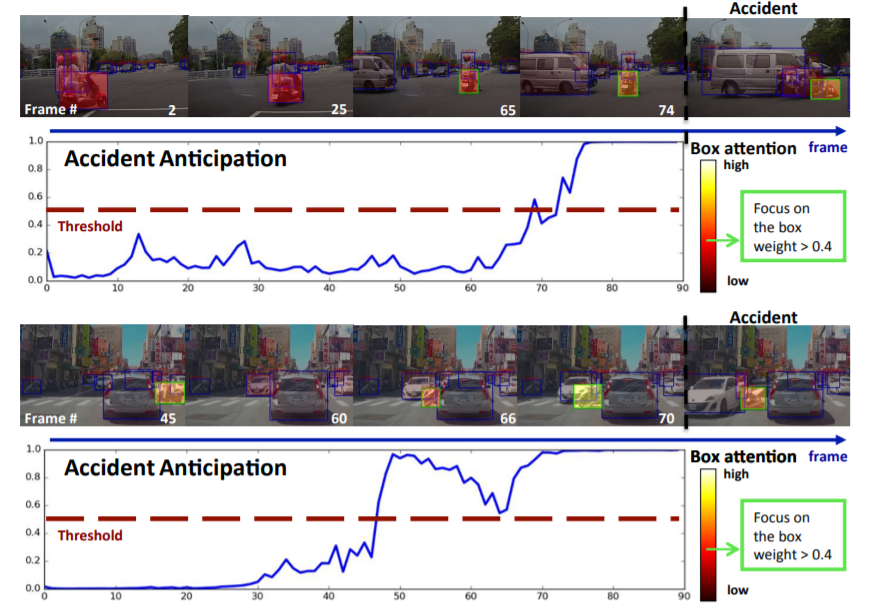 Accident
Frame # 2 25 65 74
Accident Anticipation
Threshold
1.0
0.8
0.6
0.4
0.2
0.0
0 10 20 30 40 50 60 70 80 90
Box attention frame
high
Focus on
the box
weight > 0.4
low
Accident
Frame # 45 60 66 70
Accident Anticipation
Threshold
1.0
0.8
0.6
0.4
0.2
0.0
0 10 20 30 40 50 60 70 80 90
Box attention frame
high
Focus on
the box
weight > 0.4
low